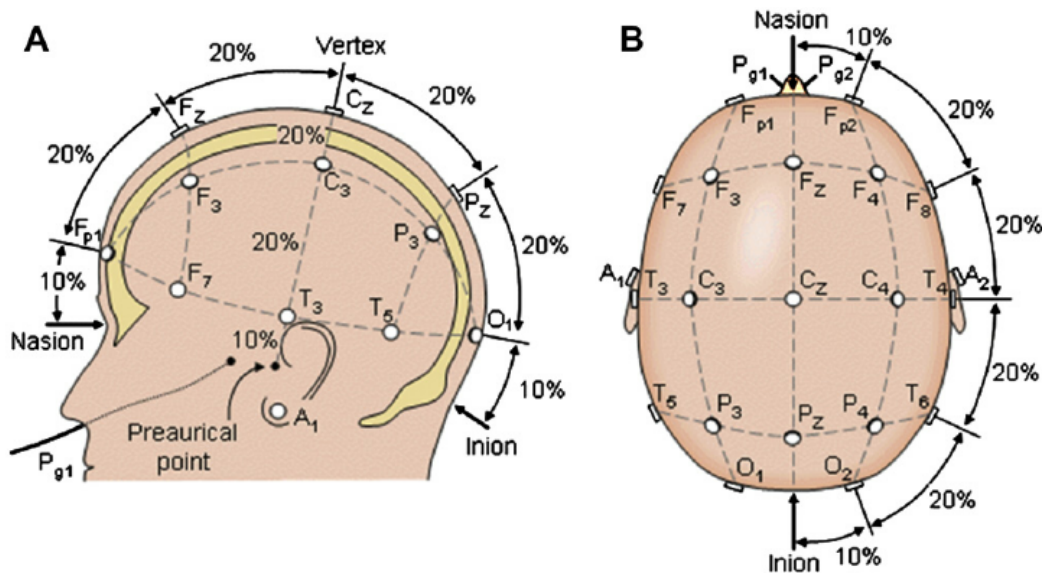 A
Vertex
20%
20%
Fz
Cz
20%
20%
20%
F3
C3
Pz
Fp1
P3
20%
20%
10%
F7
T3
T5
O1
Nasion
10%
10%
A1
Preaurical
point
Inion
Pg1
B
Nasion
10%
Pg1
Pg2
Fp1
Fp2
20%
F7
F3
Fz
F4
F8
20%
A1
T3
C3
Cz
C4
T4
A2
20%
T5
P3
Pz
P4
T6
O1
O2
20%
10%
Inion